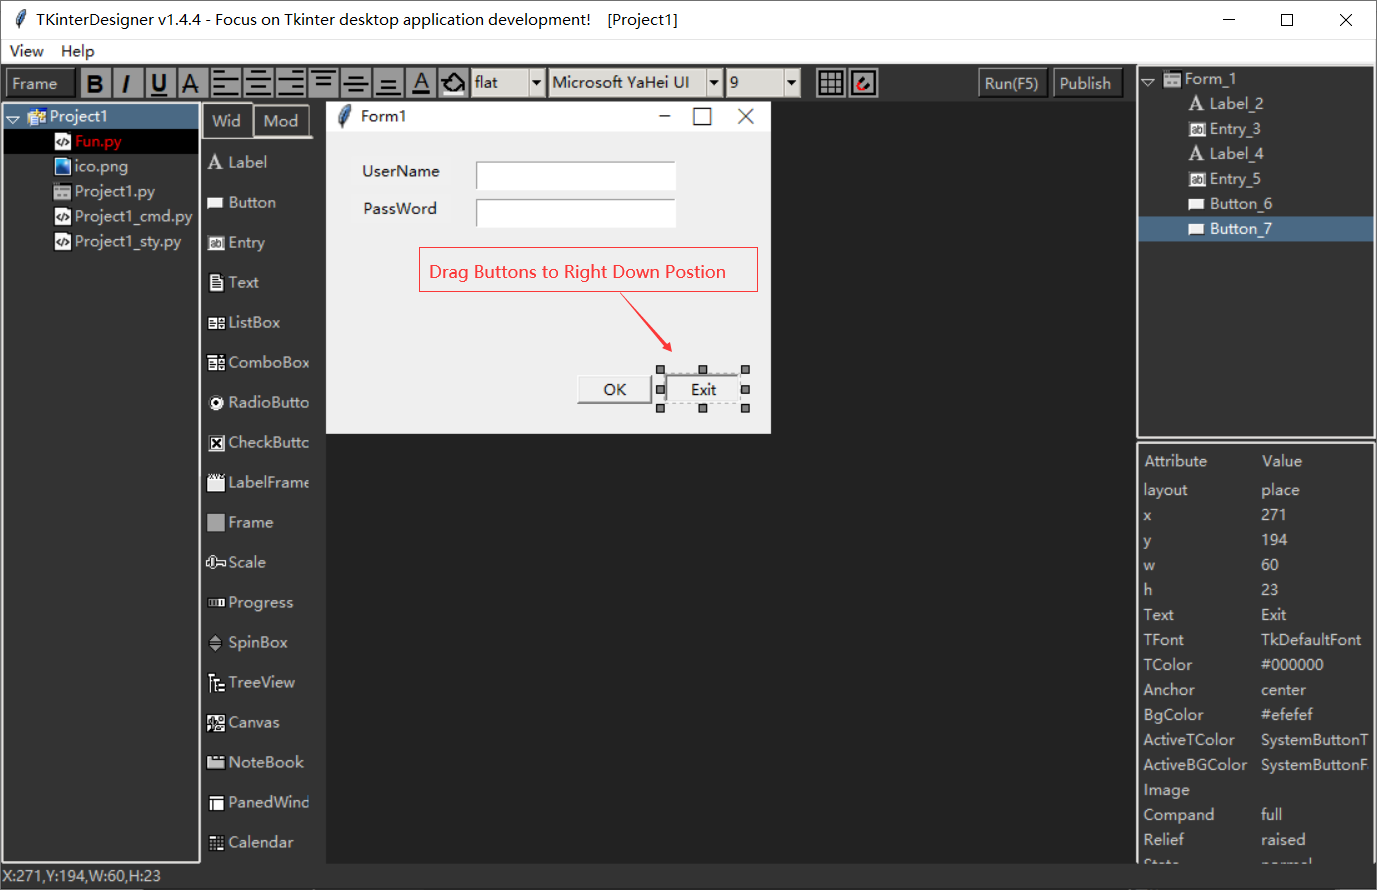 TKinterDesigner v1.4.4 - Focus on Tkinter desktop application development! [Project1]
View Help
Frame B I U A A flat Microsoft YaHei UI 9 Run(F5) Publish
Project1
Fun.py
ico.png
Project1.py
Project1_cmd.py
Project1_sty.py
Wid Mod
Label
Button
Entry
Text
ListBox
ComboBox
RadioButto
CheckButtc
LabelFrame
Frame
Scale
Progress
SpinBox
TreeView
Canvas
NoteBook
PanedWind
Calendar
Form1
UserName
PassWord
Drag Buttons to Right Down Postion
OK Exit
Form_1
Label_2
Entry_3
Label_4
Entry_5
Button_6
Button_7
Attribute Value
layout place
x 271
y 194
w 60
h 23
Text Exit
TFont TkDefaultFont
TColor #000000
Anchor center
BgColor #efefef
ActiveTColor SystemButtonT
ActiveBGColor SystemButtonF
Image
Compand full
Relief raised
State normal
X:271,Y:194,W:60,H:23